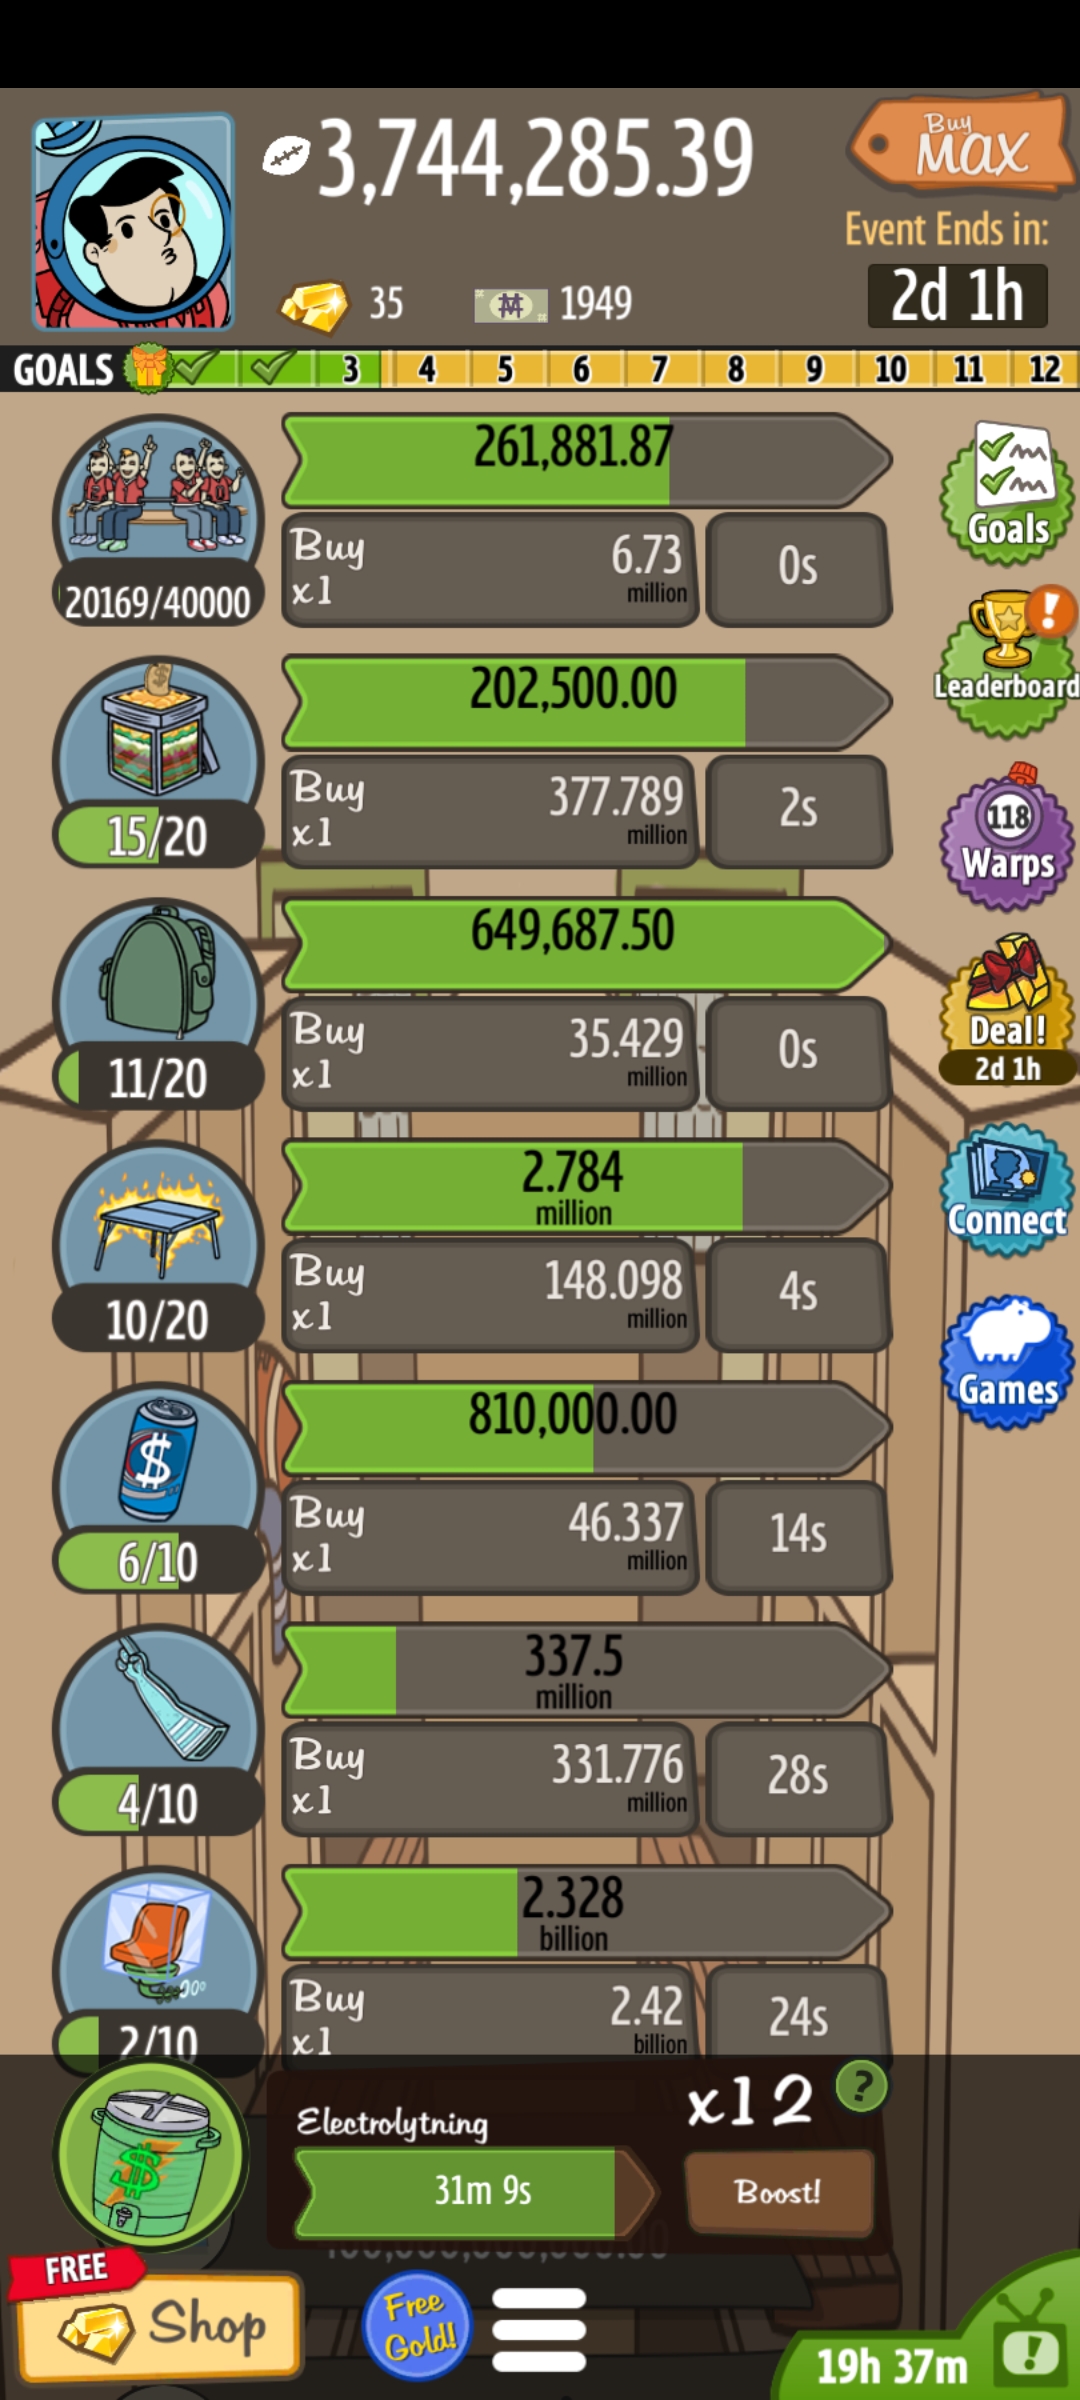 3,744,285.39
Buy
MAX
Event Ends in:
35
1949
2d 1h
GOALS 3 4 5 6 7 8 9 10 11 12
261,881.87
Buy
x1
6.73
million
0s
20169/40000
Goals
202,500.00
Leaderboard
Buy
x1
377.789
million
2s
15/20
118
Warps
649,687.50
Buy
x1
35.429
million
0s
11/20
Deal!
2d 1h
2.784
million
Buy
x1
148.098
million
4s
10/20
Connect
810,000.00
Games
Buy
x1
46.337
million
14s
6/10
337.5
million
Buy
x1
331.776
million
28s
4/10
2.328
billion
Buy
x1
2.42
billion
24s
2/10
x12
?
Electrolytning
31m 9s
Boost!
FREE
Shop
Free
Gold!
19h 37m